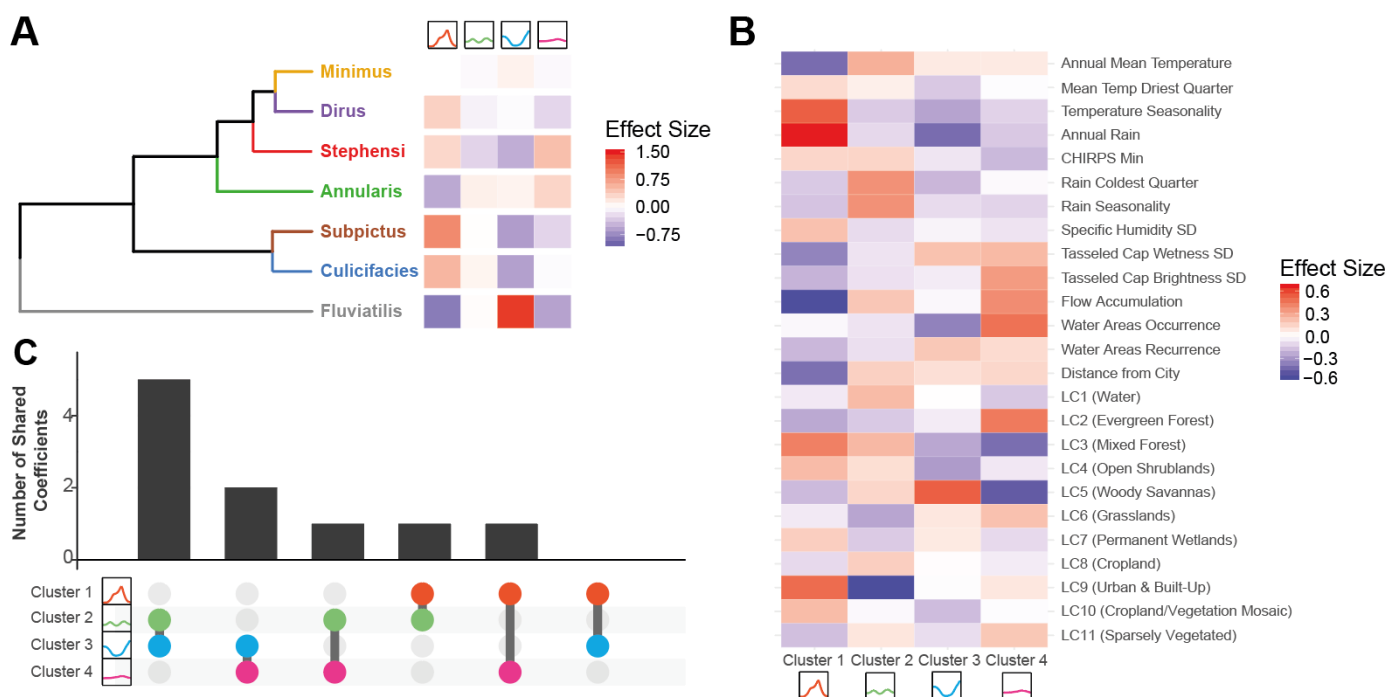 A
Minimus
Dirus
Stephensi
Annularis
Subpictus
Culicifacies
Fluviatilis
Effect Size
1.50
0.75
0.00
−0.75
B
Annual Mean Temperature
Mean Temp Driest Quarter
Temperature Seasonality
Annual Rain
CHIRPS Min
Rain Coldest Quarter
Rain Seasonality
Specific Humidity SD
Tasseled Cap Wetness SD
Tasseled Cap Brightness SD
Flow Accumulation
Water Areas Occurrence
Water Areas Recurrence
Distance from City
LC1 (Water)
LC2 (Evergreen Forest)
LC3 (Mixed Forest)
LC4 (Open Shrublands)
LC5 (Woody Savannas)
LC6 (Grasslands)
LC7 (Permanent Wetlands)
LC8 (Cropland)
LC9 (Urban & Built-Up)
LC10 (Cropland/Vegetation Mosaic)
LC11 (Sparsely Vegetated)
Cluster 1 Cluster 2 Cluster 3 Cluster 4
Effect Size
0.6
0.3
0.0
−0.3
−0.6
C
Number of Shared
Coefficients
4
2
0
Cluster 1
Cluster 2
Cluster 3
Cluster 4